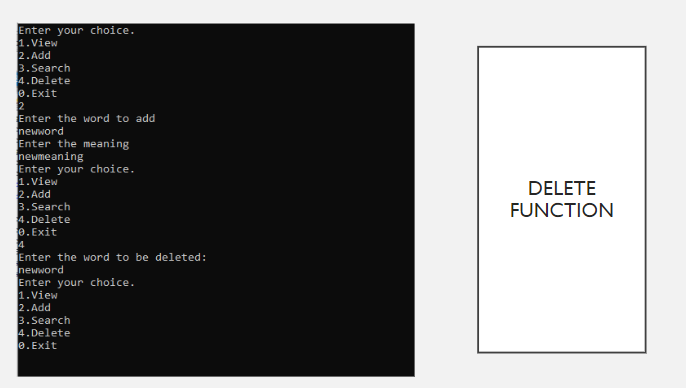 Enter your choice.
1.View
2.Add
3.Search
4.Delete
0.Exit
2
Enter the word to add
newword
Enter the meaning
newmeaning
Enter your choice.
1.View
2.Add
3.Search
4.Delete
0.Exit
4
Enter the word to be deleted:
newword
Enter your choice.
1.View
2.Add
3.Search
4.Delete
0.Exit
DELETE
FUNCTION